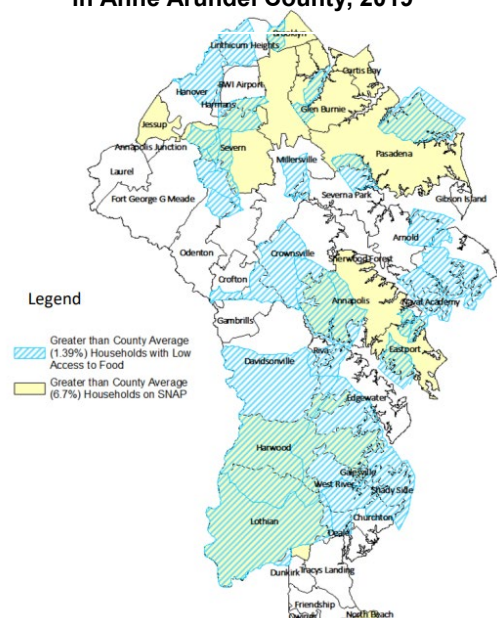 in Anne Arundel County, 2019
Brooklyn
Linthicum Heights
BWI Airport
Curtis Bay
Hanover
Harmans
Glen Burnie
Jessup
Annapolis Junction
Severn
Millersville
Pasadena
Laurel
Fort George G Meade
Severna Park
Gibson Island
Arnold
Odenton
Crownsville
Sherwood Forest
Crofton
Annapolis
Naval Academy
Gambrills
Legend
Greater than County Average
(1.39%) Households with Low
Access to Food
Greater than County Average
(6.7%) Households on SNAP
Riva
Eastport
Davidsonville
Edgewater
Harwood
Galesville
West River
Shady Side
Lothian
Churchton
Deale
Dunkirk
Tracys Landing
Friendship
Owings
North Beach